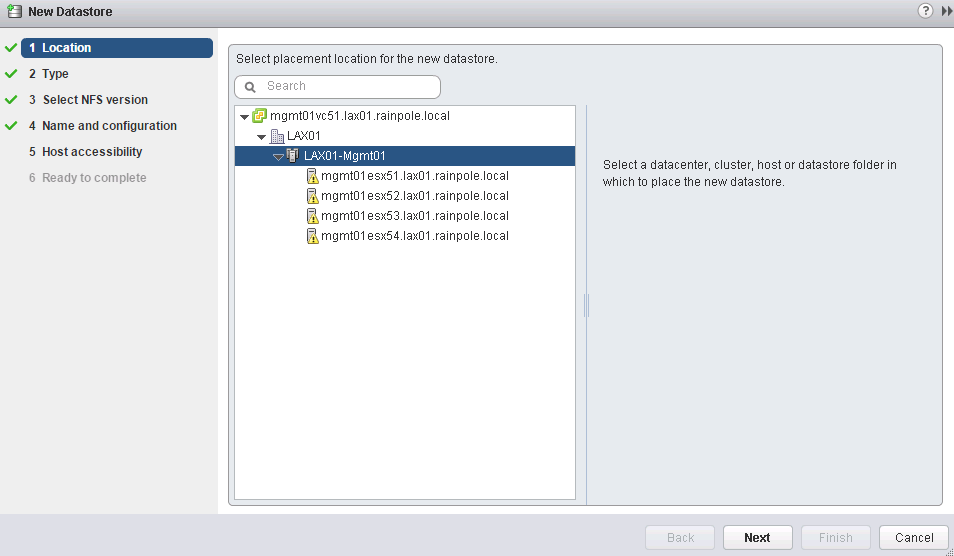 New Datastore
1 Location
2 Type
3 Select NFS version
4 Name and configuration
5 Host accessibility
6 Ready to complete
Select placement location for the new datastore.
Search
mgmt01vc51.lax01.rainpole.local
LAX01
LAX01-Mgmt01
mgmt01esx51.lax01.rainpole.local
mgmt01esx52.lax01.rainpole.local
mgmt01esx53.lax01.rainpole.local
mgmt01esx54.lax01.rainpole.local
Select a datacenter, cluster, host or datastore folder in
which to place the new datastore.
Back Next Finish Cancel